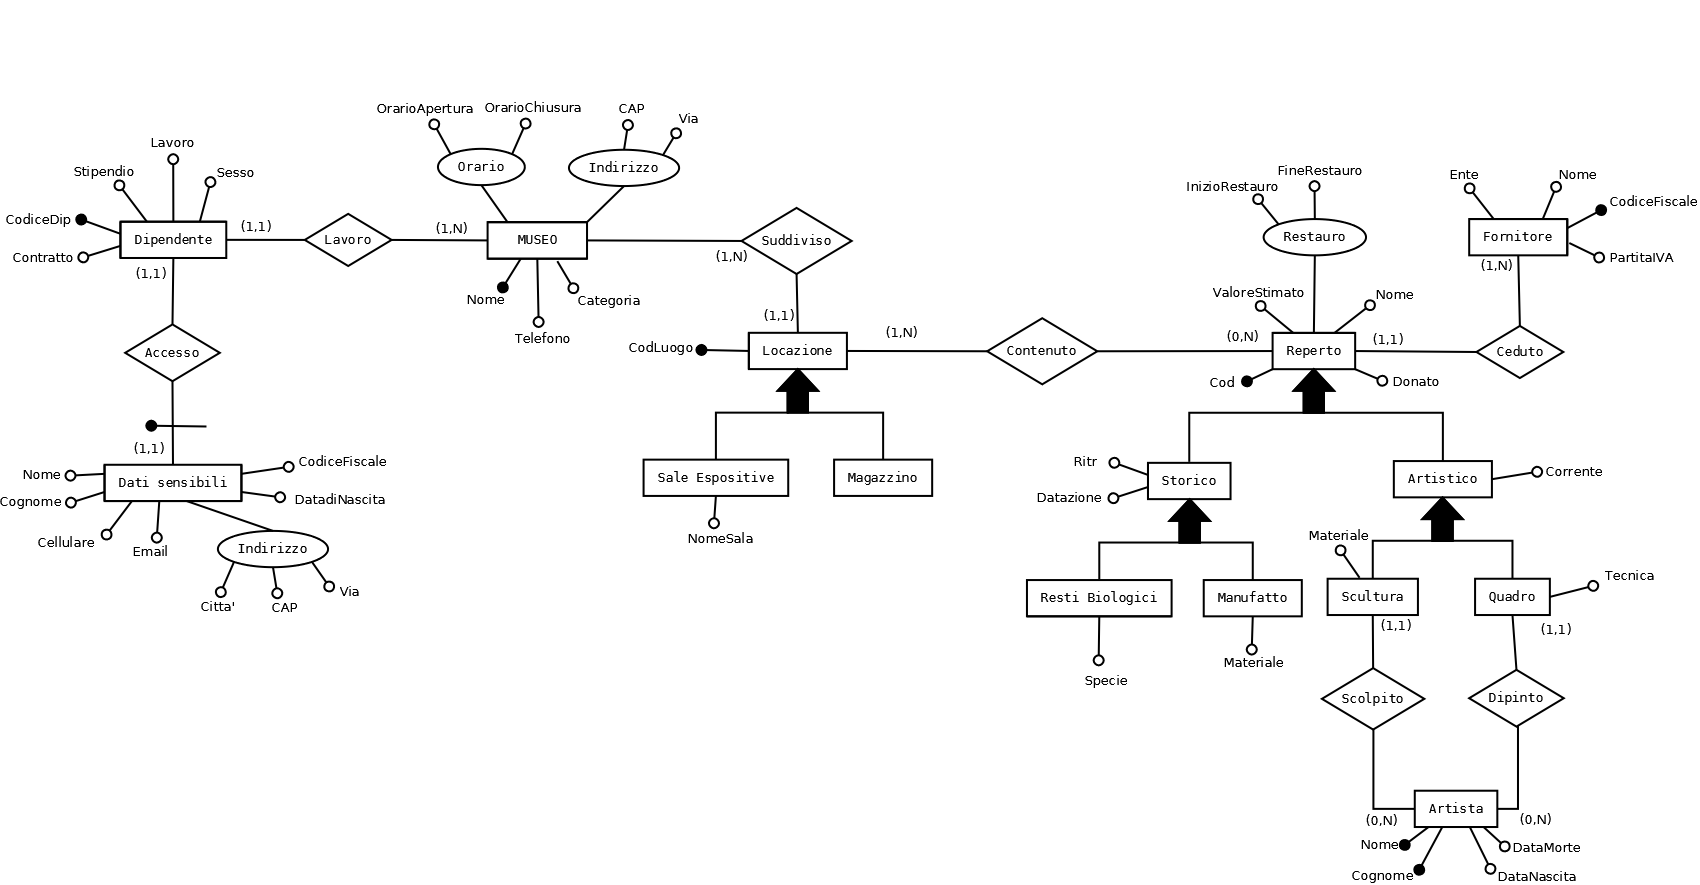 OrarioApertura
OrarioChiusura
CAP
Via
Lavoro
Stipendio
Sesso
Orario
Indirizzo
InizioRestauro
FineRestauro
Ente
Nome
CodiceFiscale
CodiceDip
Dipendente
(1,1)
Lavoro
(1,N)
MUSEO
Suddiviso
(1,N)
Restauro
Fornitore
(1,N)
PartitaIVA
Contratto
(1,1)
Nome
Categoria
Telefono
ValoreStimato
Nome
(1,1)
CodLuogo
Locazione
(1,N)
Contenuto
(0,N)
Reperto
(1,1)
Ceduto
Accesso
Cod
Donato
(1,1)
Nome
Cognome
Dati sensibili
CodiceFiscale
DatadiNascita
Cellulare
Email
Indirizzo
Citta'
CAP
Via
Sale Espositive
Magazzino
NomeSala
Ritr
Datazione
Storico
Artistico
Corrente
Materiale
Resti Biologici
Manufatto
Scultura
Quadro
Tecnica
(1,1)
(1,1)
Specie
Materiale
Scolpito
Dipinto
Artista
(0,N)
(0,N)
Nome
Cognome
DataMorte
DataNascita